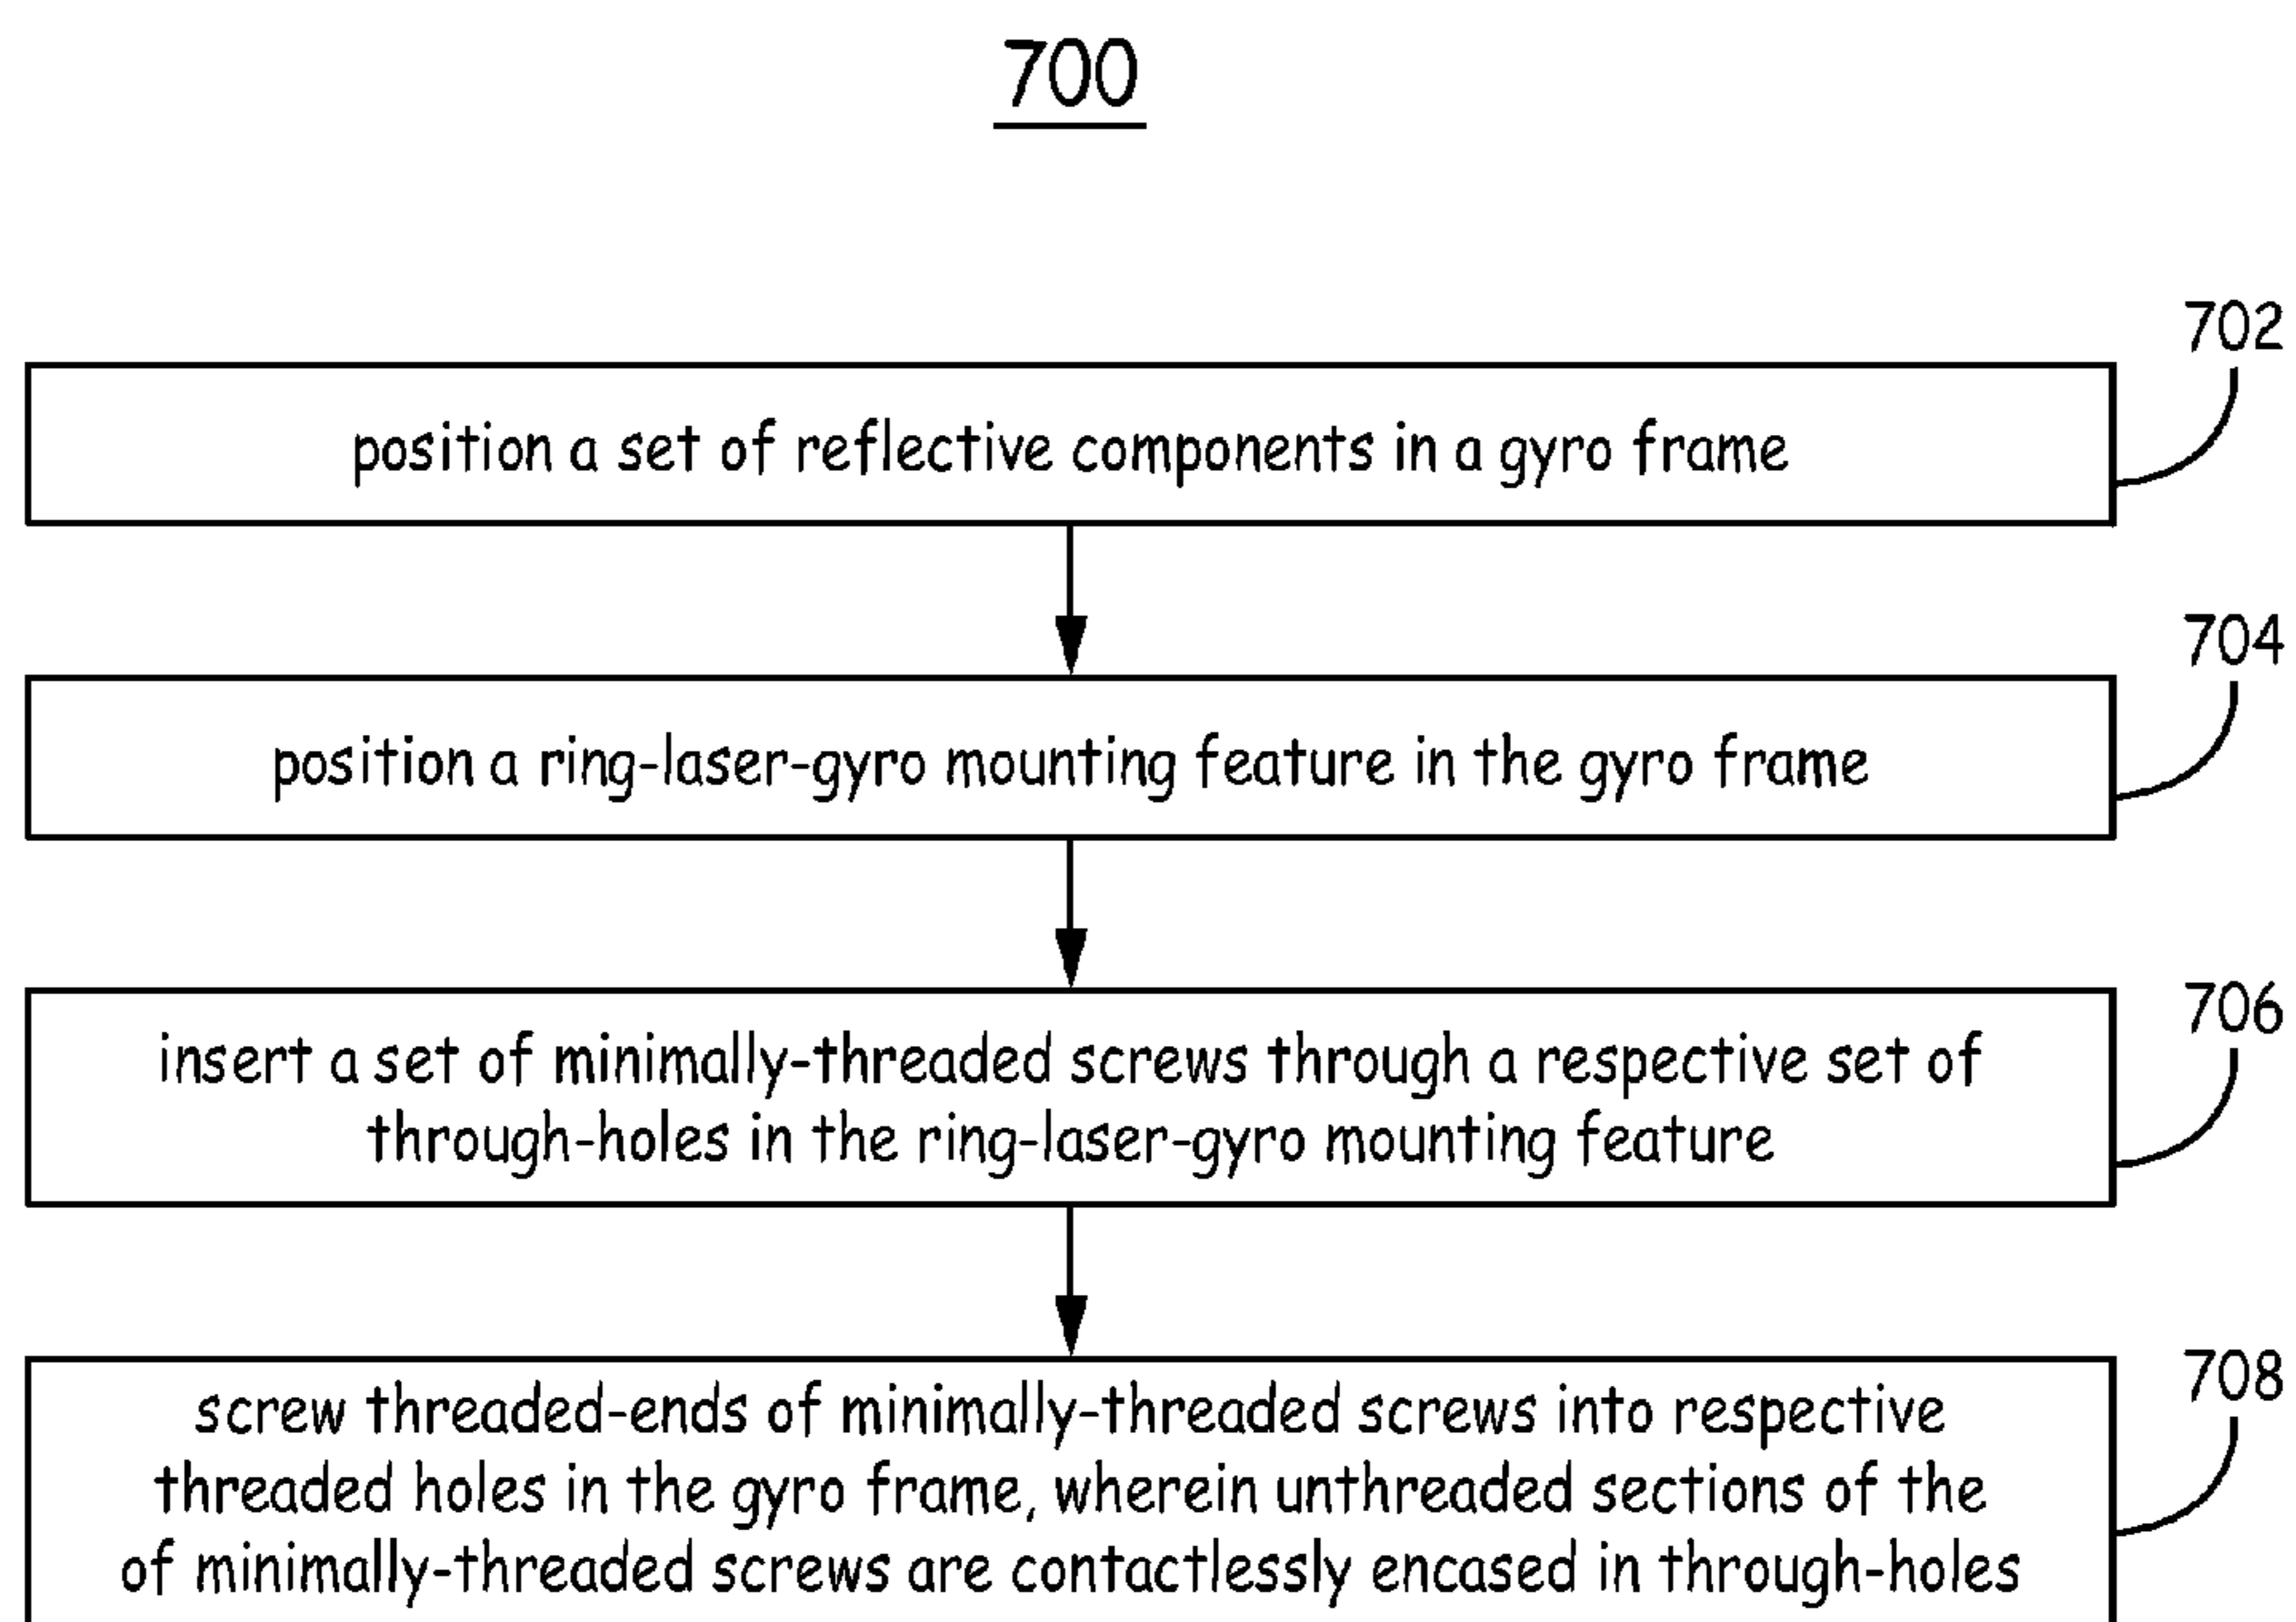 700
702
position a set of reflective components in a gyro frame
704
position a ring-laser-gyro mounting feature in the gyro frame
706
insert a set of minimally-threaded screws through a respective set of
through-holes in the ring-laser-gyro mounting feature
708
screw threaded-ends of minimally-threaded screws into respective
threaded holes in the gyro frame, wherein unthreaded sections of the
of minimally-threaded screws are contactlessly encased in through-holes